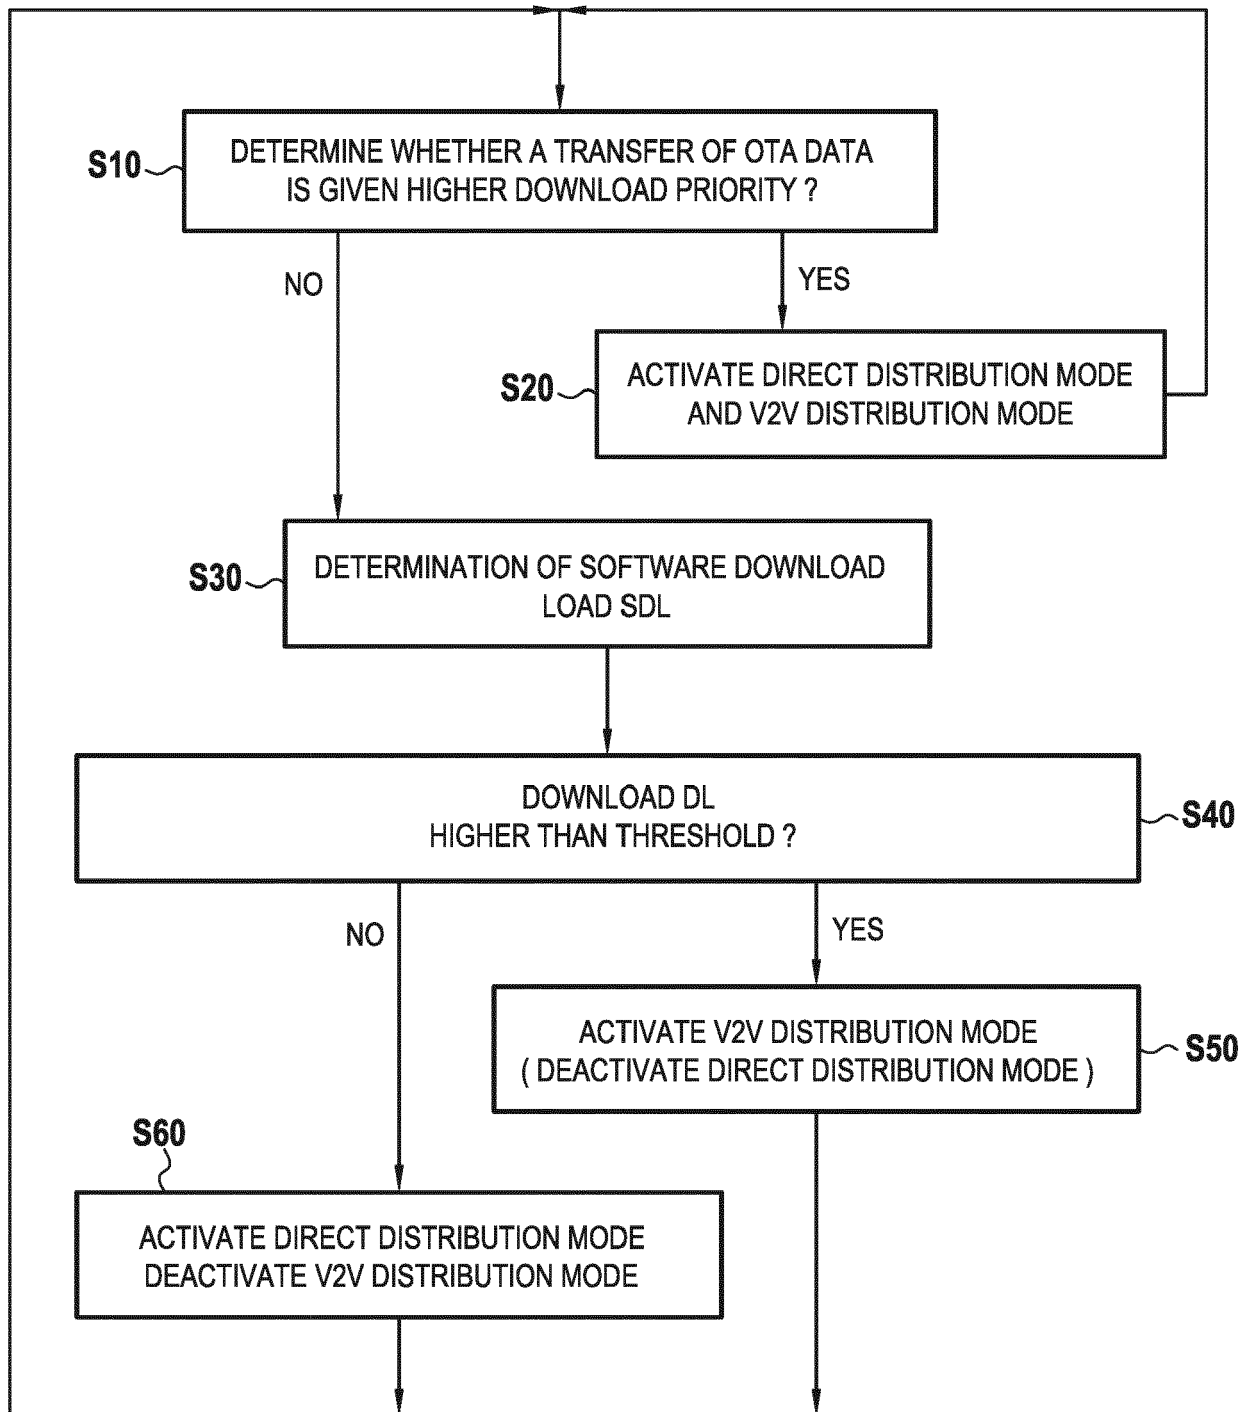 S10
DETERMINE WHETHER A TRANSFER OF OTA DATA
IS GIVEN HIGHER DOWNLOAD PRIORITY ?
NO
YES
S20
ACTIVATE DIRECT DISTRIBUTION MODE
AND V2V DISTRIBUTION MODE
S30
DETERMINATION OF SOFTWARE DOWNLOAD
LOAD SDL
DOWNLOAD DL
HIGHER THAN THRESHOLD ?
S40
NO
YES
ACTIVATE V2V DISTRIBUTION MODE
( DEACTIVATE DIRECT DISTRIBUTION MODE )
S50
S60
ACTIVATE DIRECT DISTRIBUTION MODE
DEACTIVATE V2V DISTRIBUTION MODE